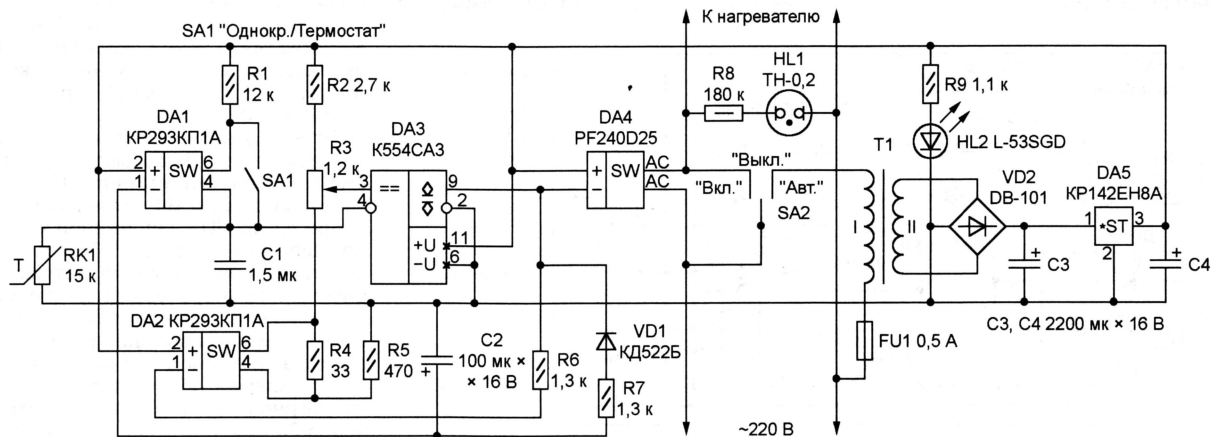 К нагревателю
SA1 "Однокр./Термостат"
R1
12 к
R2 2,7 к
R8
180 к
HL1
ТН-0,2
R9 1,1 к
DA1
КР293КП1А
DA3
К554СА3
DA4
PF240D25
T1
HL2 L-53SGD
2 + SW 6
1 4
SA1
R3
1,2 к
3 == 9
4 2
+U 11
−U 6
+ SW AC
− AC
"Выкл."
"Вкл." "Авт."
SA2
I II
VD2
DB-101
DA5
КР142ЕН8А
1 *ST 3
2
T RK1
15 к
C1
1,5 мк
+ C3
+ C4
DA2 КР293КП1А
2 + SW 6
1 − 4
R4
33
R5
470
C2
100 мк ×
× 16 В
+
R6
1,3 к
VD1
КД522Б
R7
1,3 к
FU1 0,5 А
C3, C4 2200 мк × 16 В
~220 В